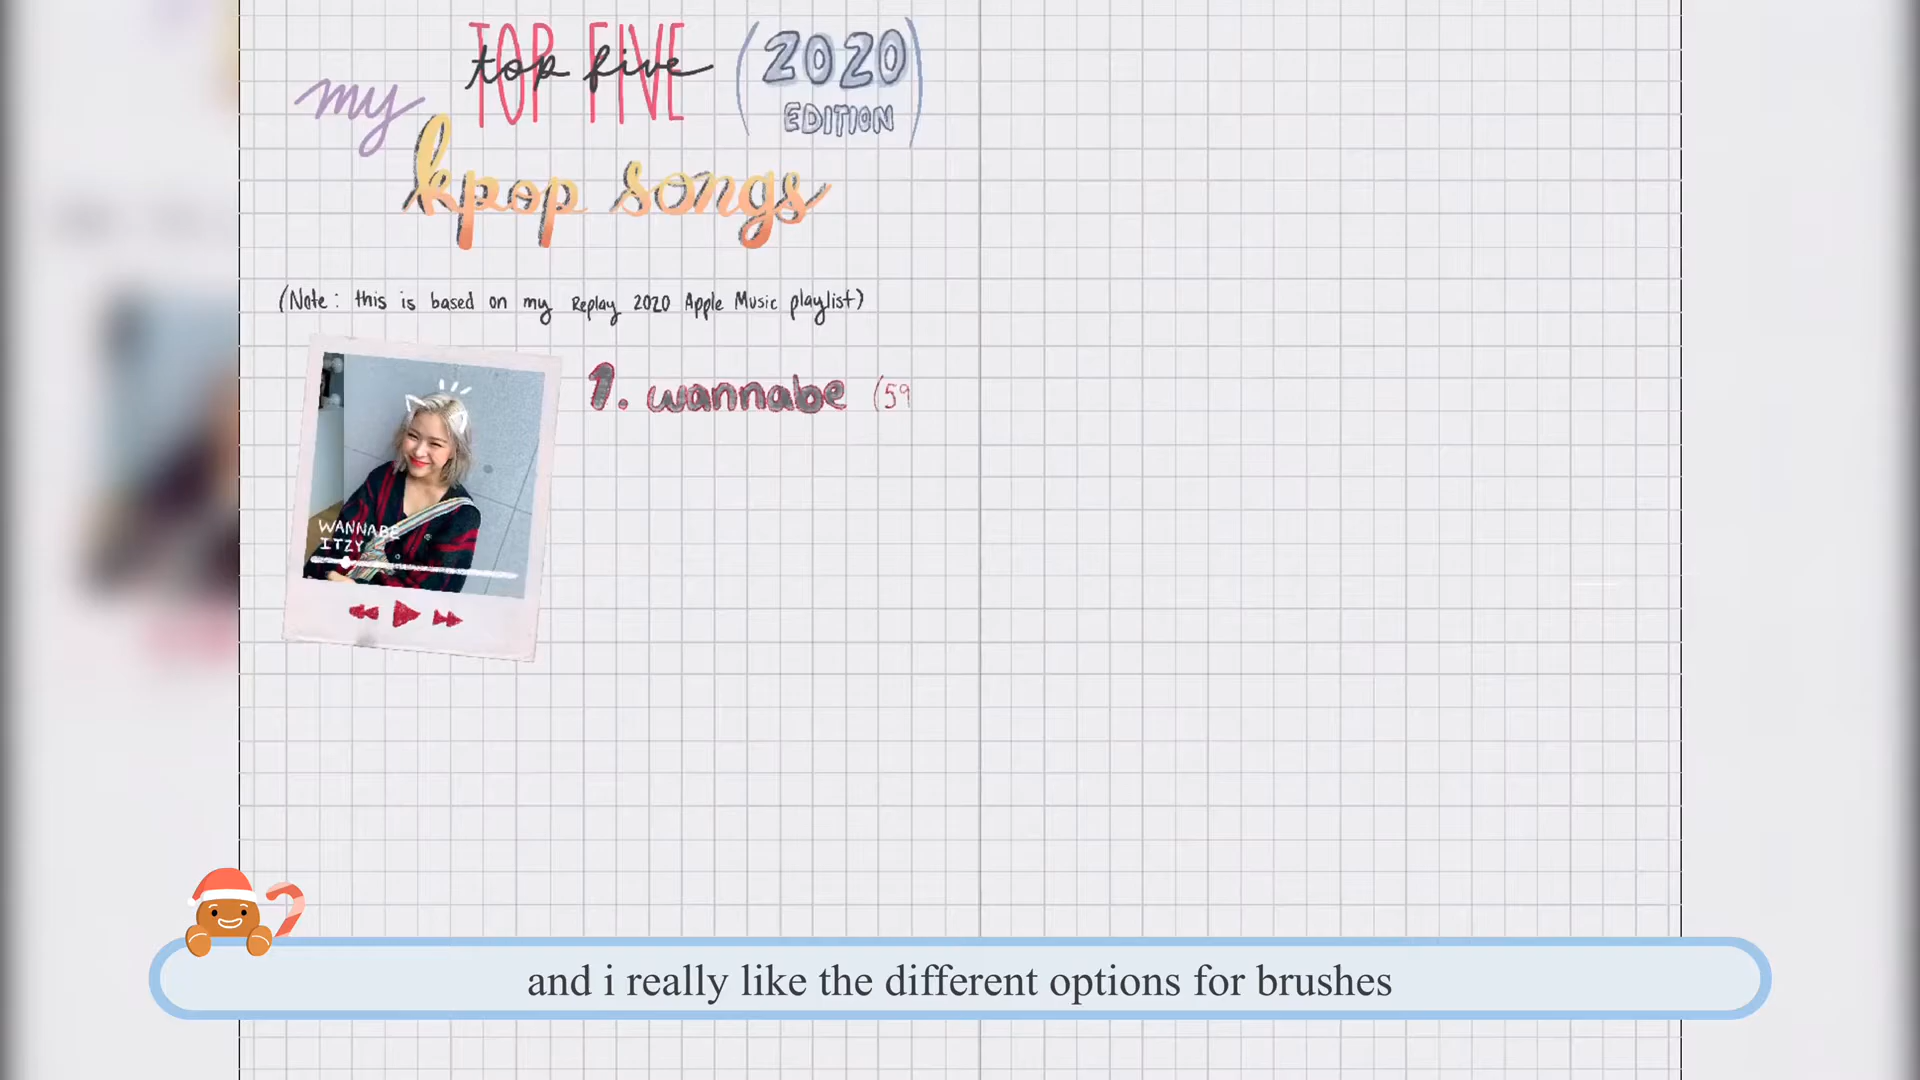 my
TOP FIVE
top five
(2020
EDITION)
kpop songs
(Note: this is based on my Replay 2020 Apple Music playlist)
1. wannabe (59
WANNABE
ITZY
and i really like the different options for brushes